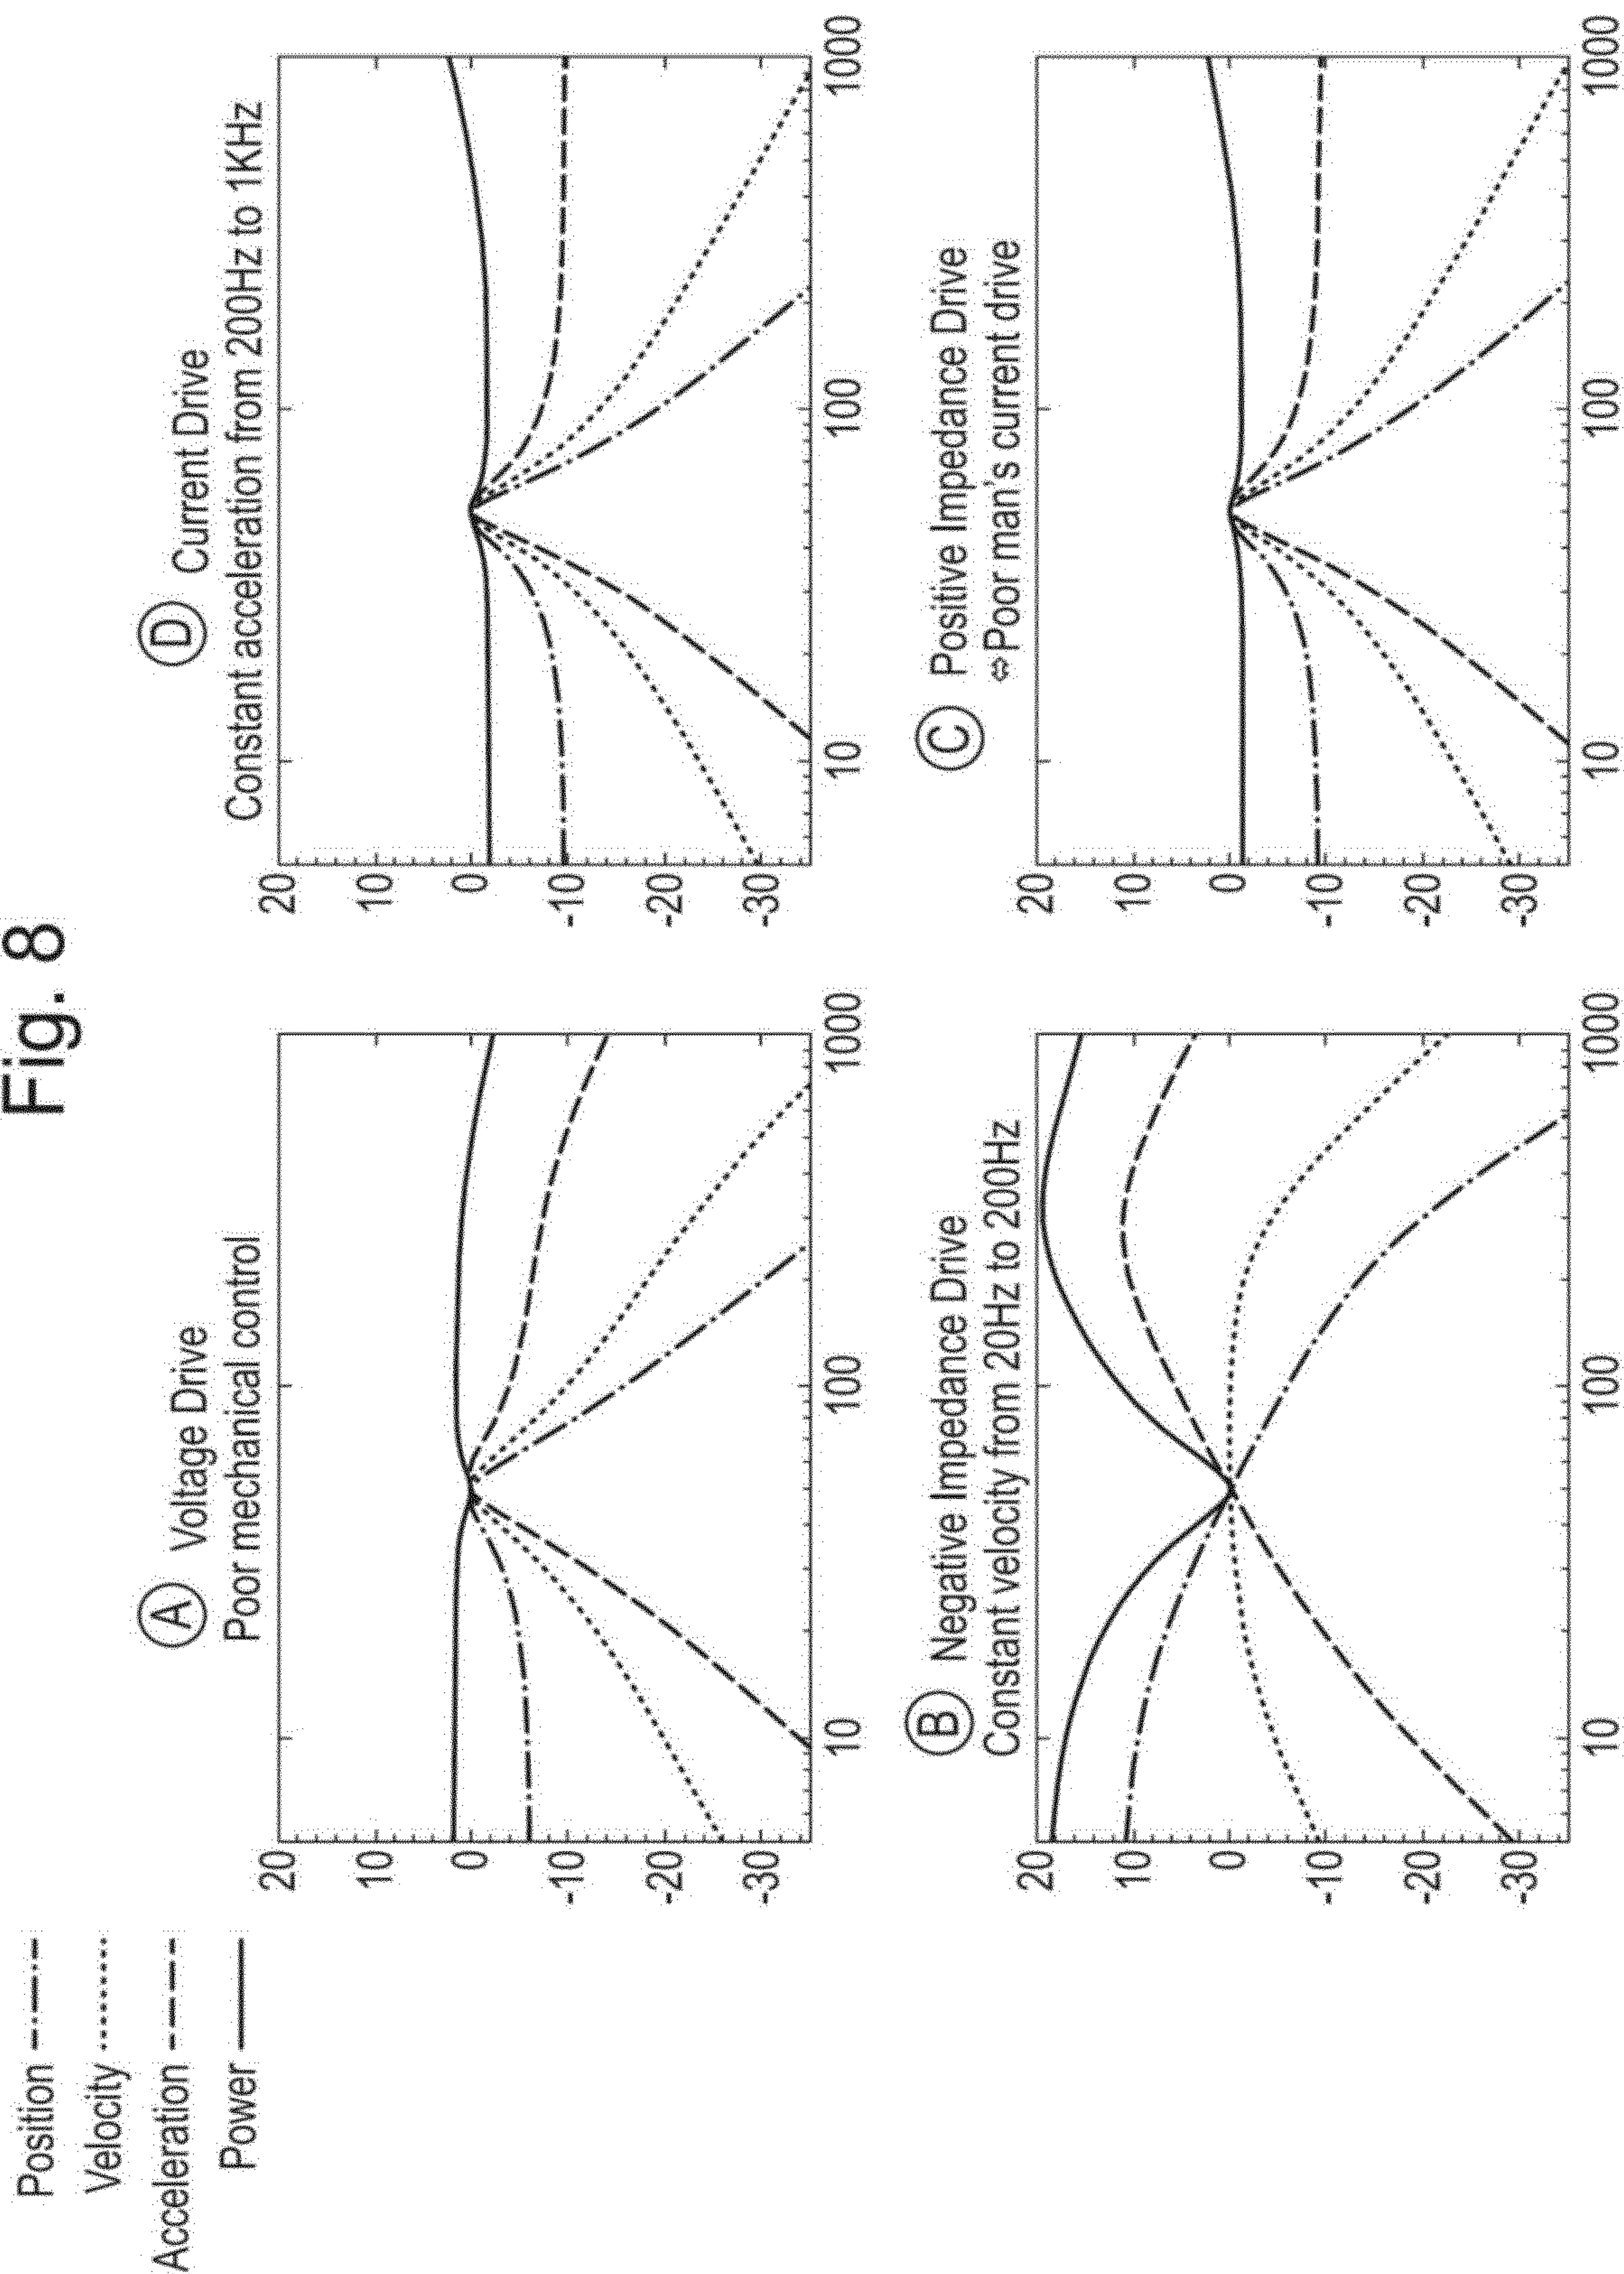 Fig. 8
Position
Velocity
Acceleration
Power
Ⓐ Voltage Drive
Poor mechanical control
20
10
0
-10
-20
-30
10
100
1000
Ⓓ Current Drive
Constant acceleration from 200Hz to 1KHz
20
10
0
-10
-20
-30
10
100
1000
Ⓑ Negative Impedance Drive
Constant velocity from 20Hz to 200Hz
20
10
0
-10
-20
-30
10
100
1000
Ⓒ Positive Impedance Drive
⇔Poor man's current drive
20
10
0
-10
-20
-30
10
100
1000